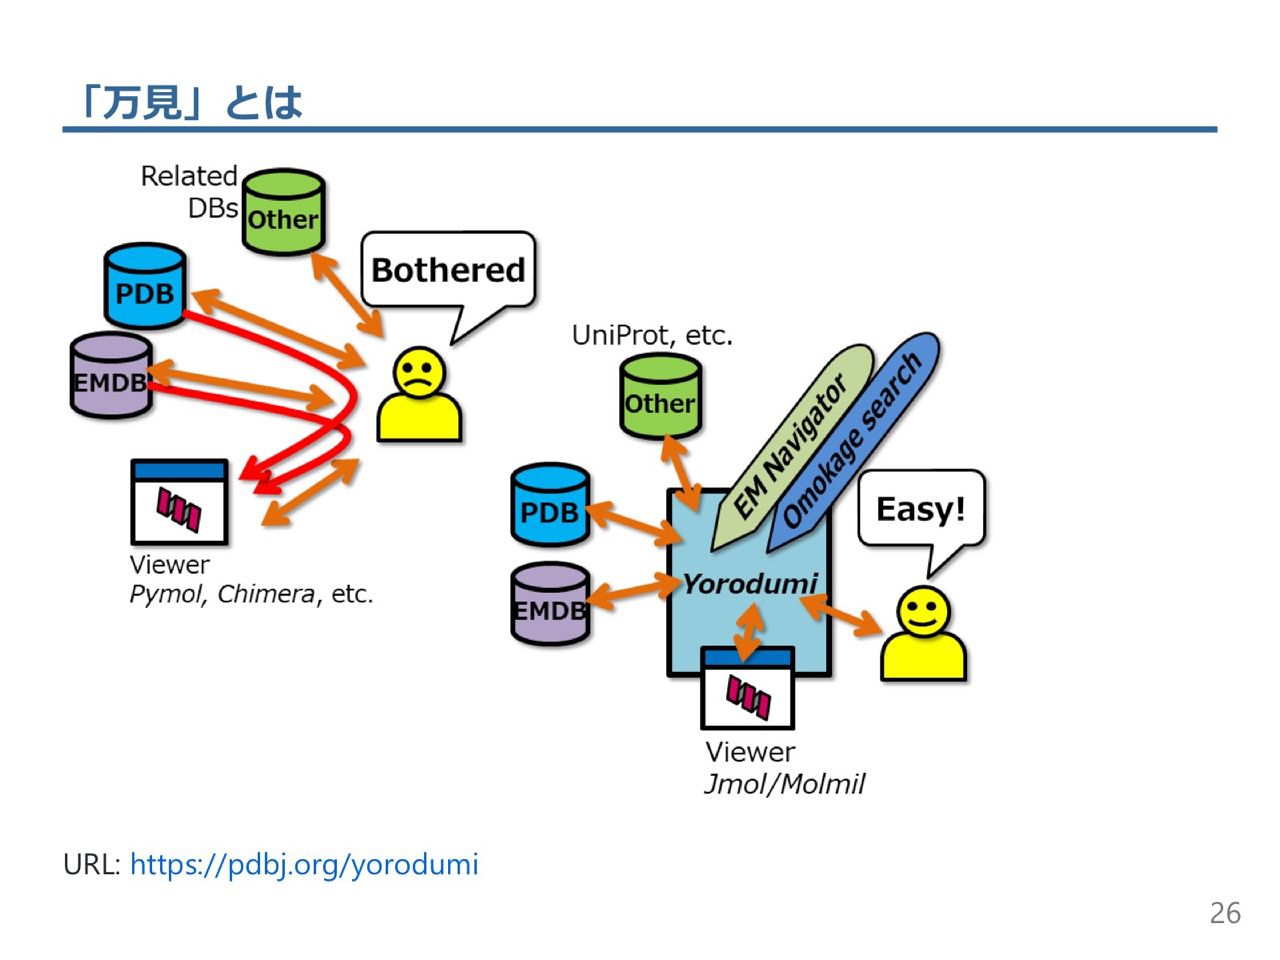 「万見」とは
Related
DBs
Other
PDB
EMDB
Bothered
Viewer
Pymol, Chimera, etc.
UniProt, etc.
Other
PDB
EMDB
EM Navigator
Omokage search
Yorodumi
Easy!
Viewer
Jmol/Molmil
URL: https://pdbj.org/yorodumi
26